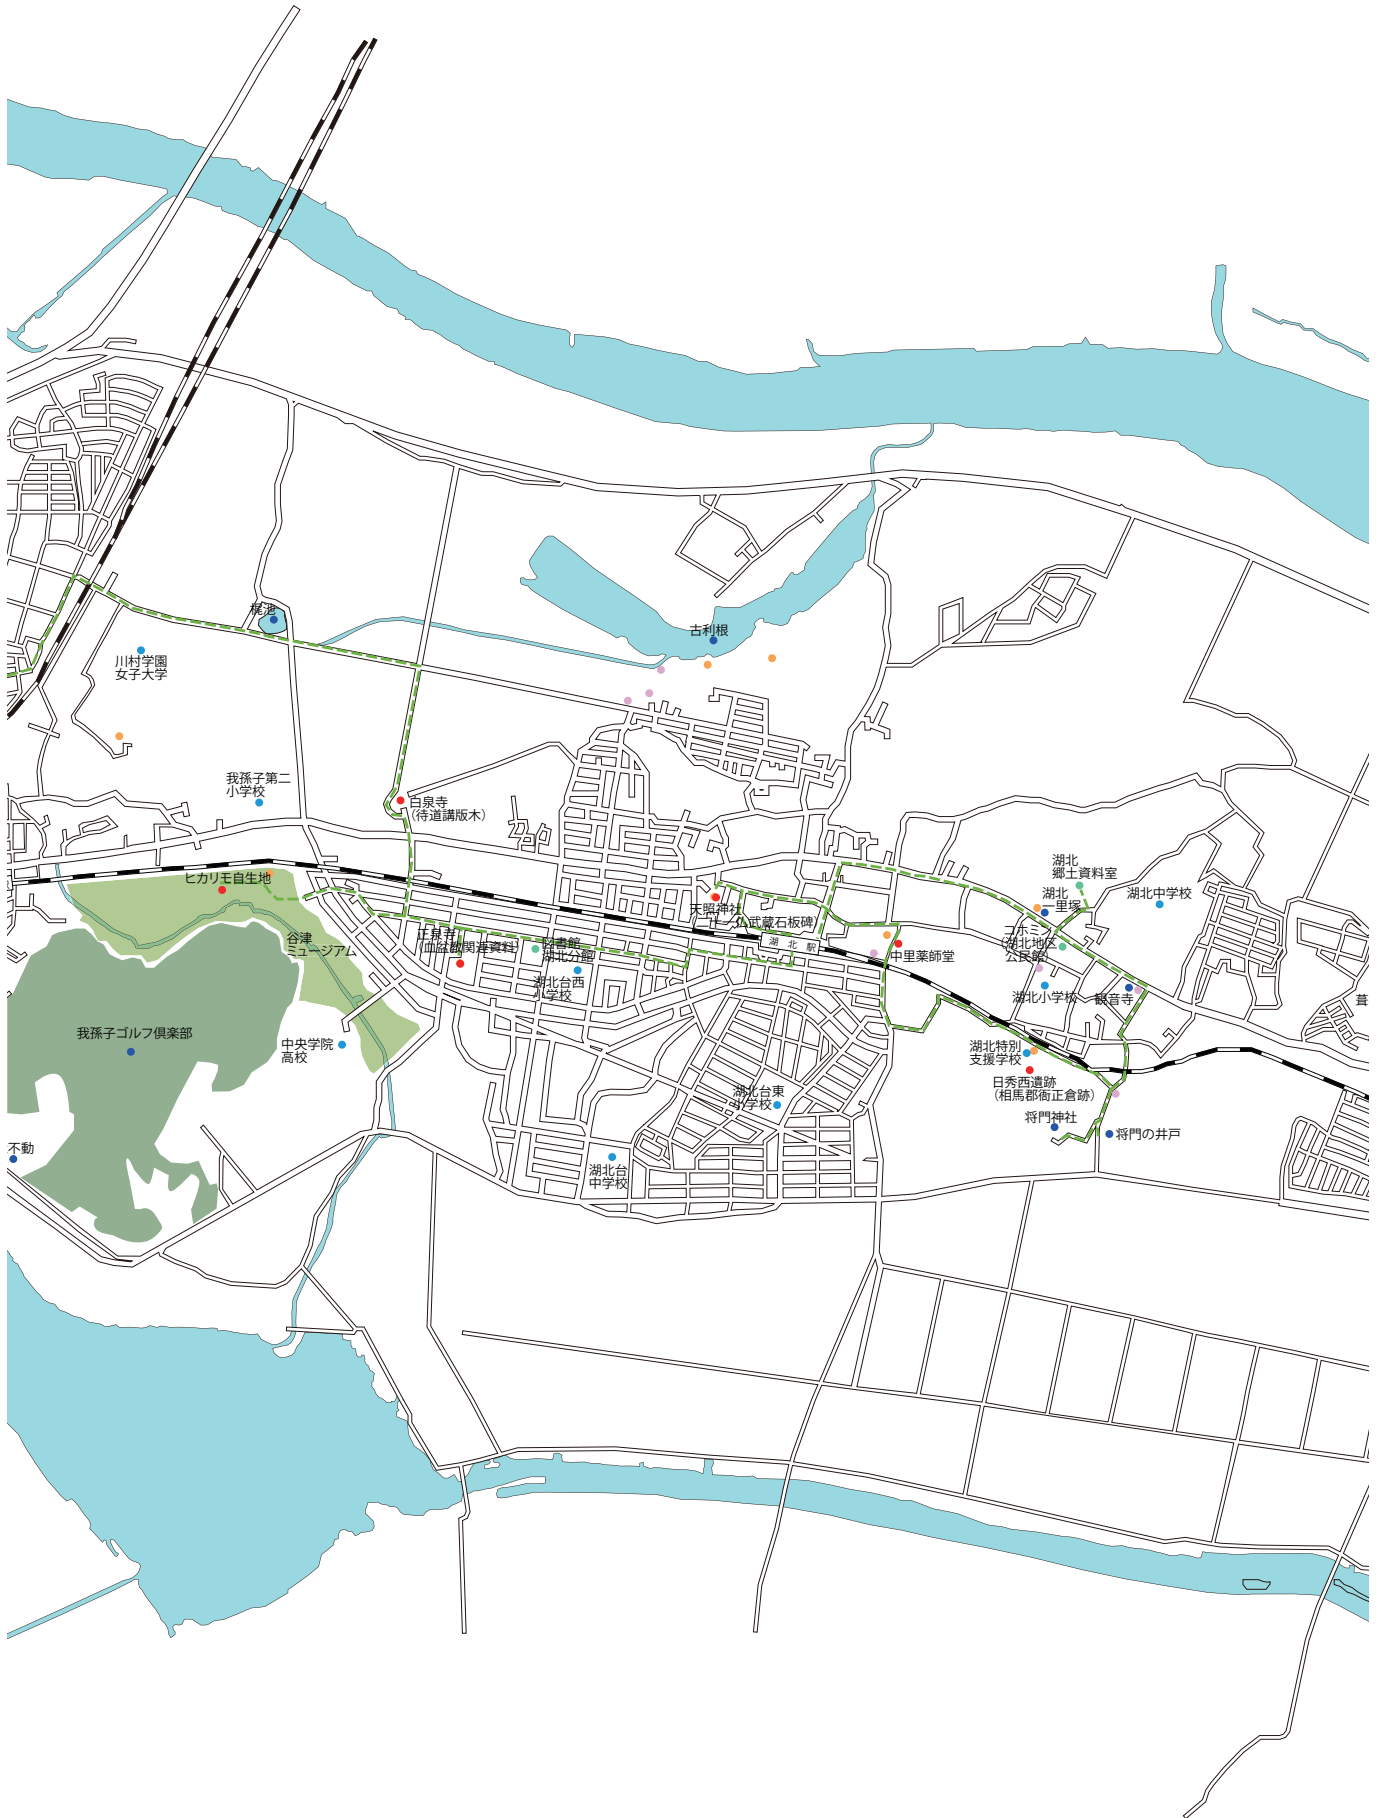 梶池
古利根
川村学園
女子大学
我孫子第二
小学校
白泉寺
(待道講版木)
湖北
郷土資料室
ヒカリモ自生地
湖北
一里塚
湖北中学校
天照神社
(仏武蔵石板碑)
正泉寺
(血盆教関連資料)
図書館
湖北分館
谷津
ミュージアム
湖北駅
中里薬師堂
コホミン
(湖北地区
公民館)
湖北台西
小学校
湖北小学校
観音寺
葺
我孫子ゴルフ倶楽部
中央学院
高校
湖北特別
支援学校
日秀西遺跡
(相馬郡衙正倉跡)
湖北台東
小学校
将門神社
将門の井戸
不動
湖北台
中学校